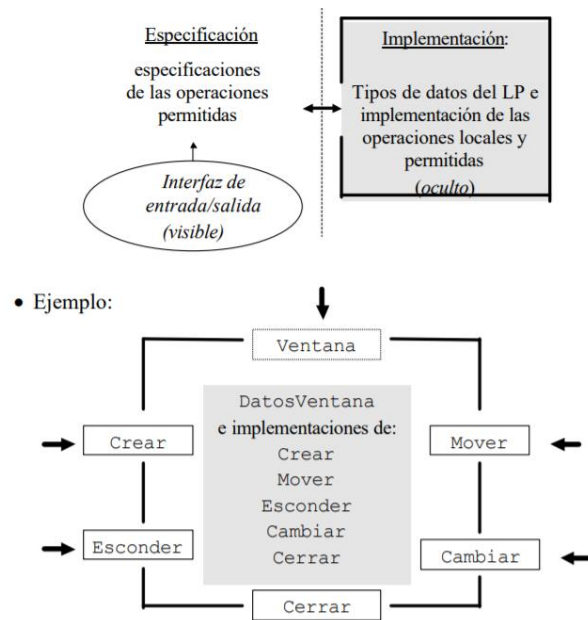 Especificación
especificaciones
de las operaciones
permitidas
Interfaz de
entrada/salida
(visible)
Implementación:
Tipos de datos del LP e
implementación de las
operaciones locales y
permitidas
(oculto)
• Ejemplo:
Ventana
Crear
Esconder
DatosVentana
e implementaciones de:
Crear
Mover
Esconder
Cambiar
Cerrar
Mover
Cambiar
Cerrar